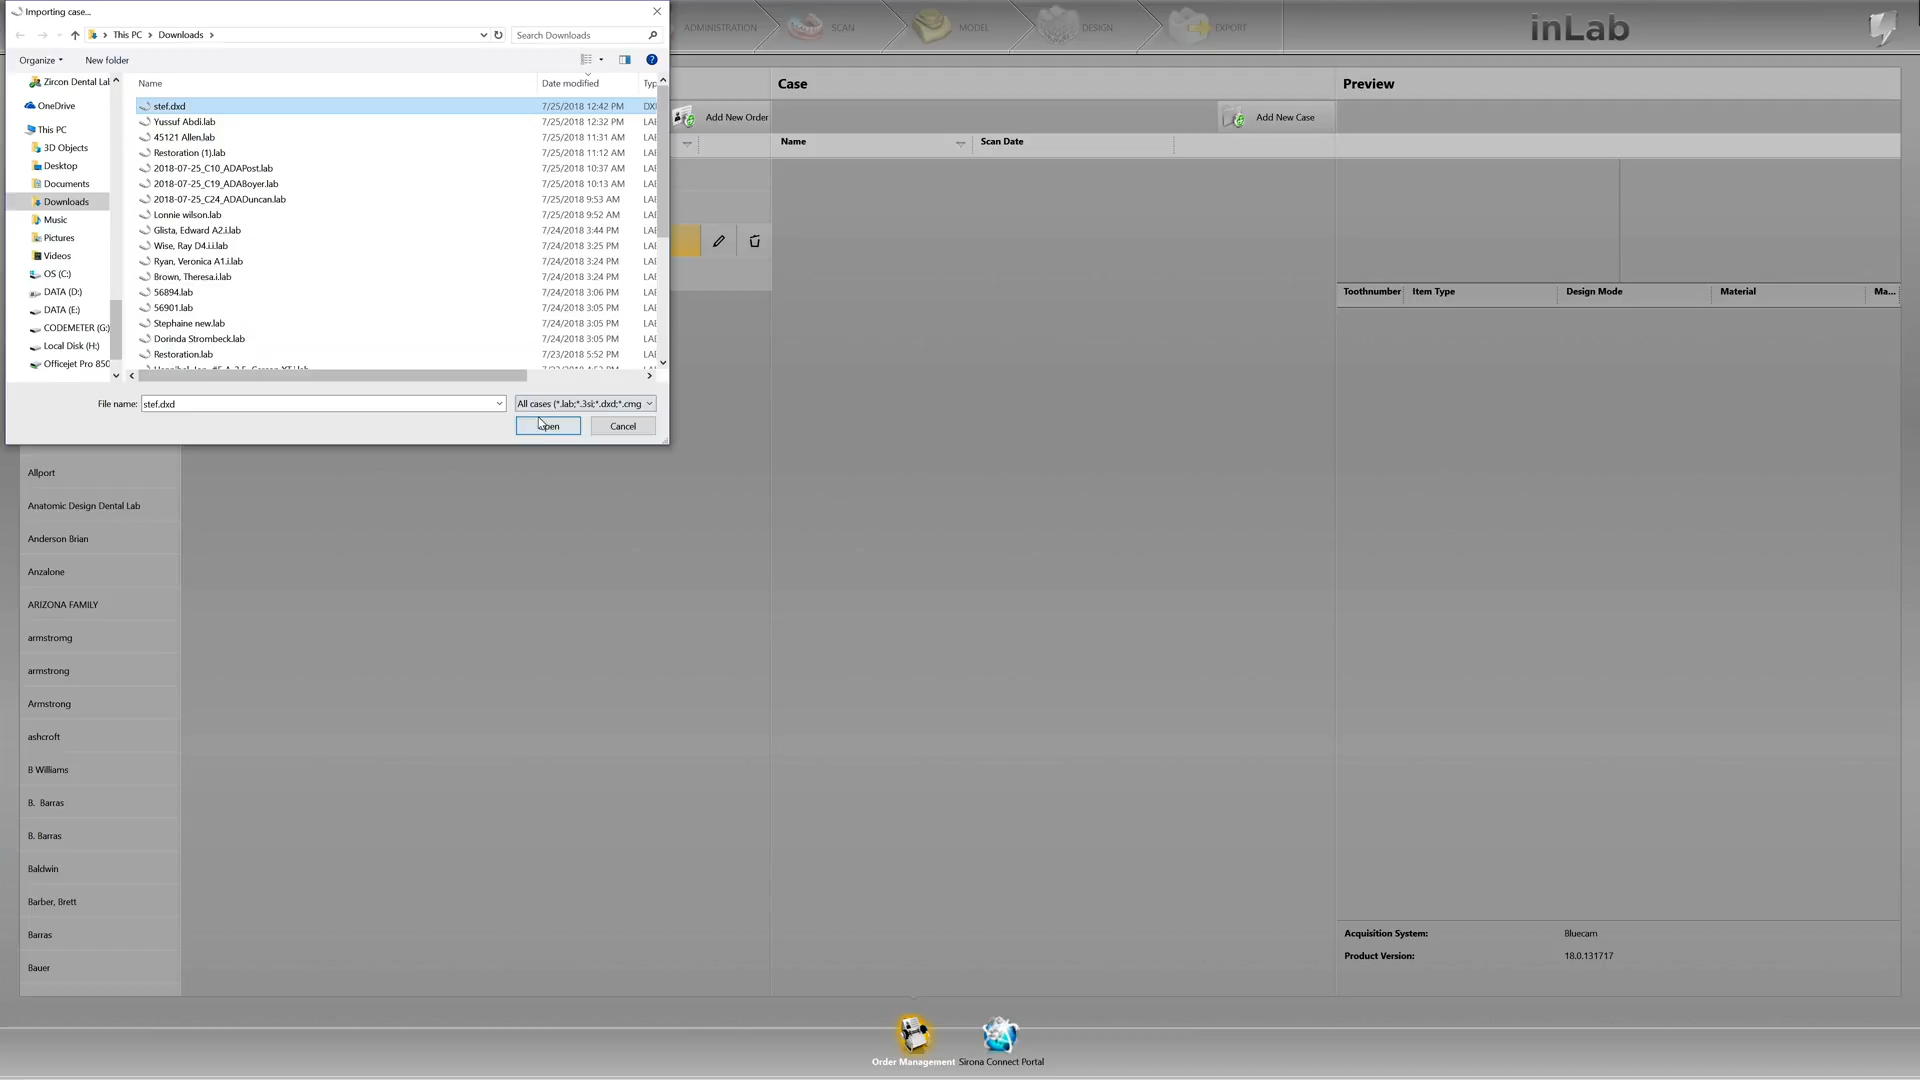 Importing case...
This PC
Downloads
Search Downloads
Organize
New folder
Name
Date modified
Zircon Dental Lal
OneDrive
This PC
3D Objects
Desktop
Documents
Downloads
Music
Pictures
Videos
OS (C:)
DATA (D:)
DATA (E:)
CODEMETER (G:)
Local Disk (H:)
Officejet Pro 850
stef.dxd 7/25/2018 12:42 PM
Yussuf Abdi.lab 7/25/2018 12:32 PM
45121 Allen.lab 7/25/2018 11:31 AM
Restoration (1).lab 7/25/2018 11:12 AM
2018-07-25_C10_ADAPost.lab 7/25/2018 10:37 AM
2018-07-25_C19_ADABoyer.lab 7/25/2018 10:13 AM
2018-07-25_C24_ADADuncan.lab 7/25/2018 9:53 AM
Lonnie wilson.lab 7/25/2018 9:52 AM
Glista, Edward A2.i.lab 7/24/2018 3:44 PM
Wise, Ray D4.i.i.lab 7/24/2018 3:25 PM
Ryan, Veronica A1.i.lab 7/24/2018 3:24 PM
Brown, Theresa.i.lab 7/24/2018 3:24 PM
56894.lab 7/24/2018 3:06 PM
56901.lab 7/24/2018 3:05 PM
Stephaine new.lab 7/24/2018 3:05 PM
Dorinda Strombeck.lab 7/24/2018 3:05 PM
Restoration.lab 7/23/2018 5:52 PM
File name: stef.dxd
All cases (*.lab;*.3si;*.dxd;*.cmg
Cancel
ADMINISTRATION
SCAN
MODEL
DESIGN
EXPORT
inLab
Add New Order
Case
Add New Case
Name
Scan Date
Preview
Toothnumber
Item Type
Design Mode
Material
Ma...
Allport
Anatomic Design Dental Lab
Anderson Brian
Anzalone
ARIZONA FAMILY
armstromg
armstrong
Armstrong
ashcroft
B Williams
B.  Barras
B. Barras
Baldwin
Barber, Brett
Barras
Bauer
Acquisition System: Bluecam
Product Version: 18.0.131717
Order Management
Sirona Connect Portal